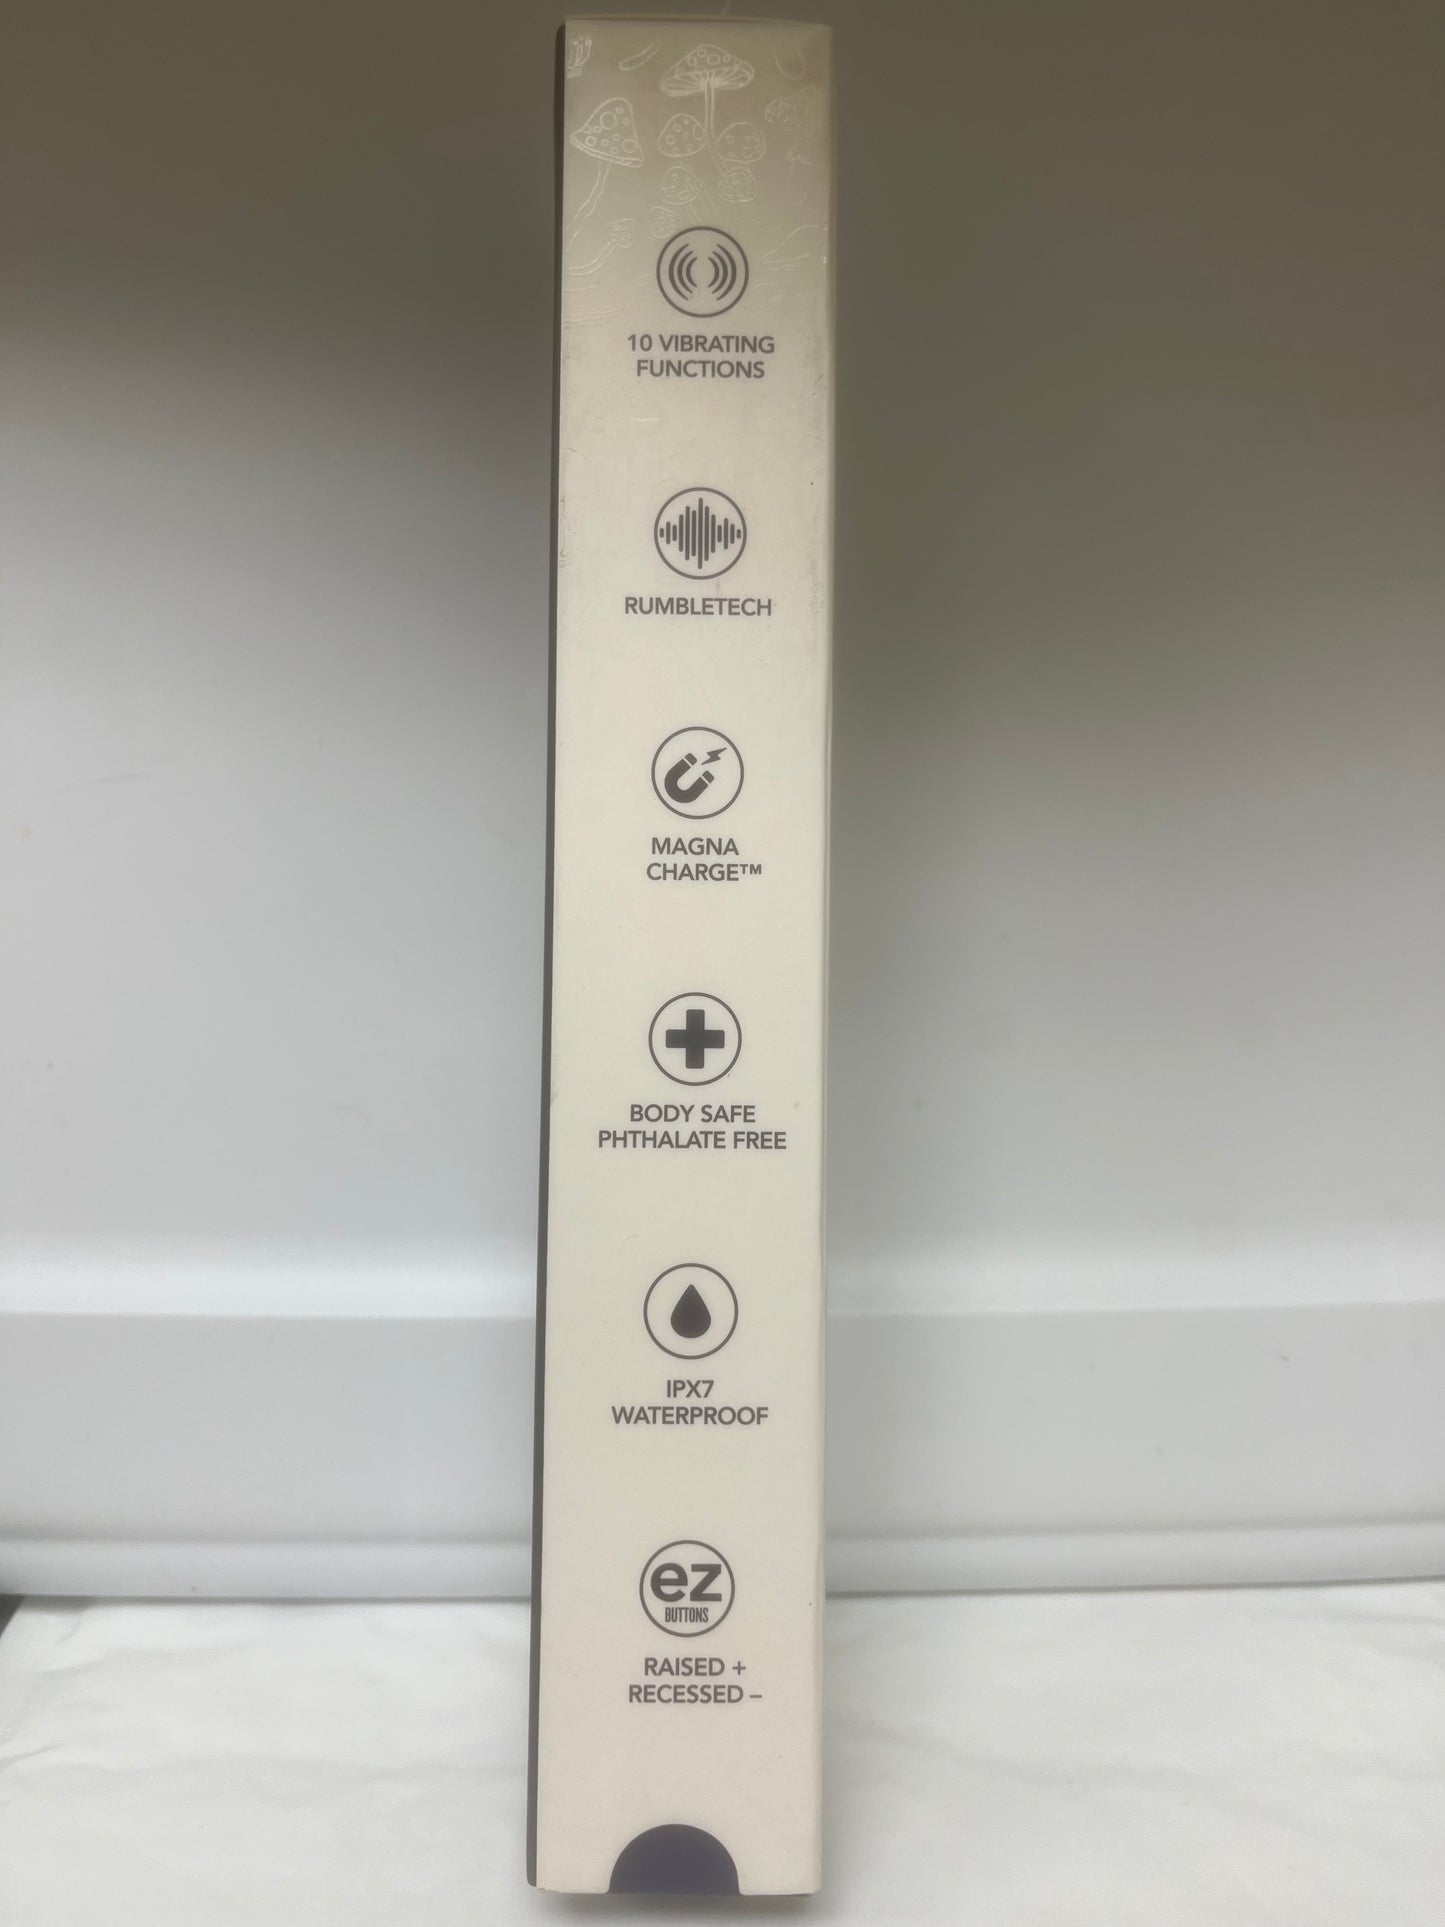 10 VIBRATING
FUNCTIONS
RUMBLETECH
MAGNA
CHARGE™
BODY SAFE
PHTHALATE FREE
IPX7
WATERPROOF
ez
BUTTONS
RAISED +
RECESSED –